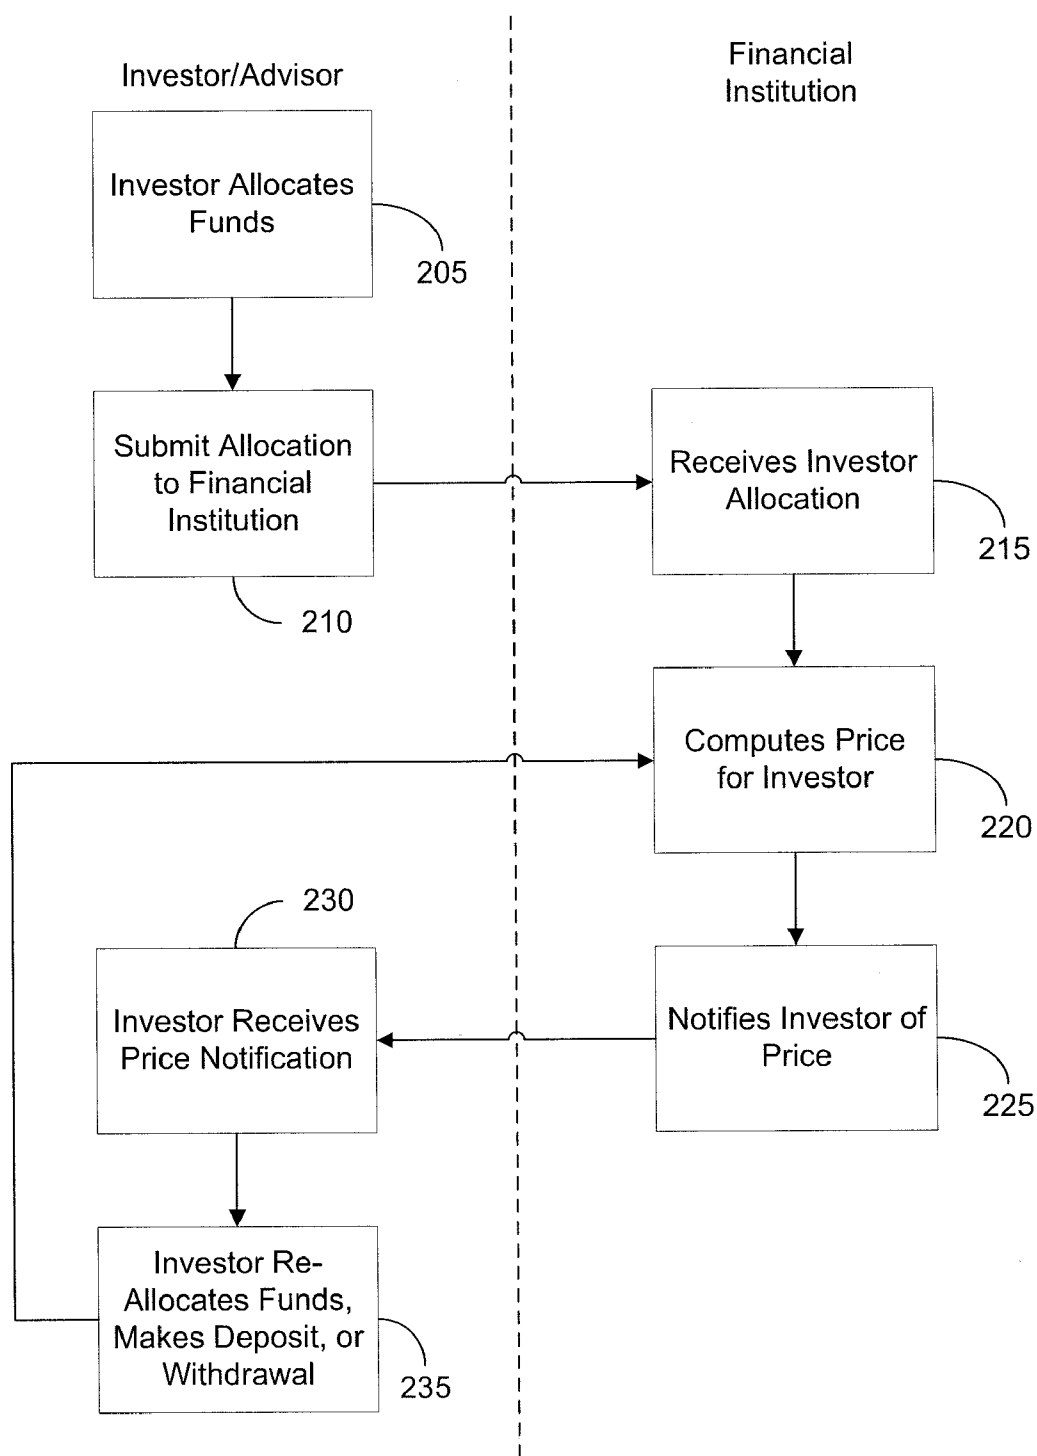 Investor/Advisor
Financial
Institution
Investor Allocates
Funds
205
Submit Allocation
to Financial
Institution
210
Receives Investor
Allocation
215
Computes Price
for Investor
220
230
Investor Receives
Price Notification
Notifies Investor of
Price
225
Investor Re-
Allocates Funds,
Makes Deposit, or
Withdrawal
235